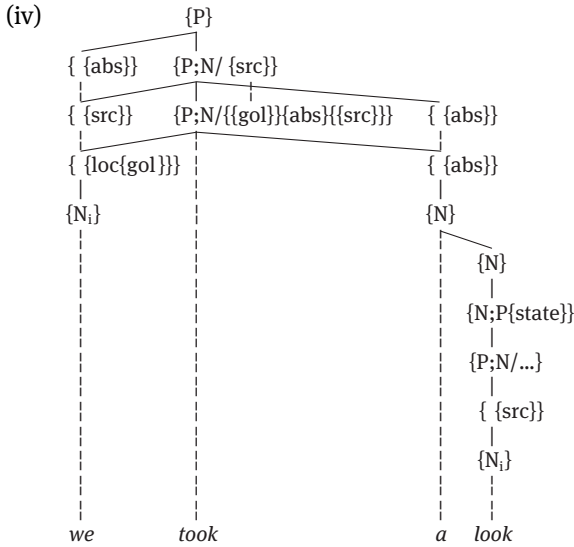 (iv) {P}
{ {abs}} {P;N/ {src}}
{ {src}} {P;N/{{gol}}{abs}{{src}}} { {abs}}
{ {loc{gol}}} { {abs}}
{Nᵢ} {N}
{N}
{N;P{state}}
{P;N/...}
{ {src}}
{Nᵢ}
we took a look